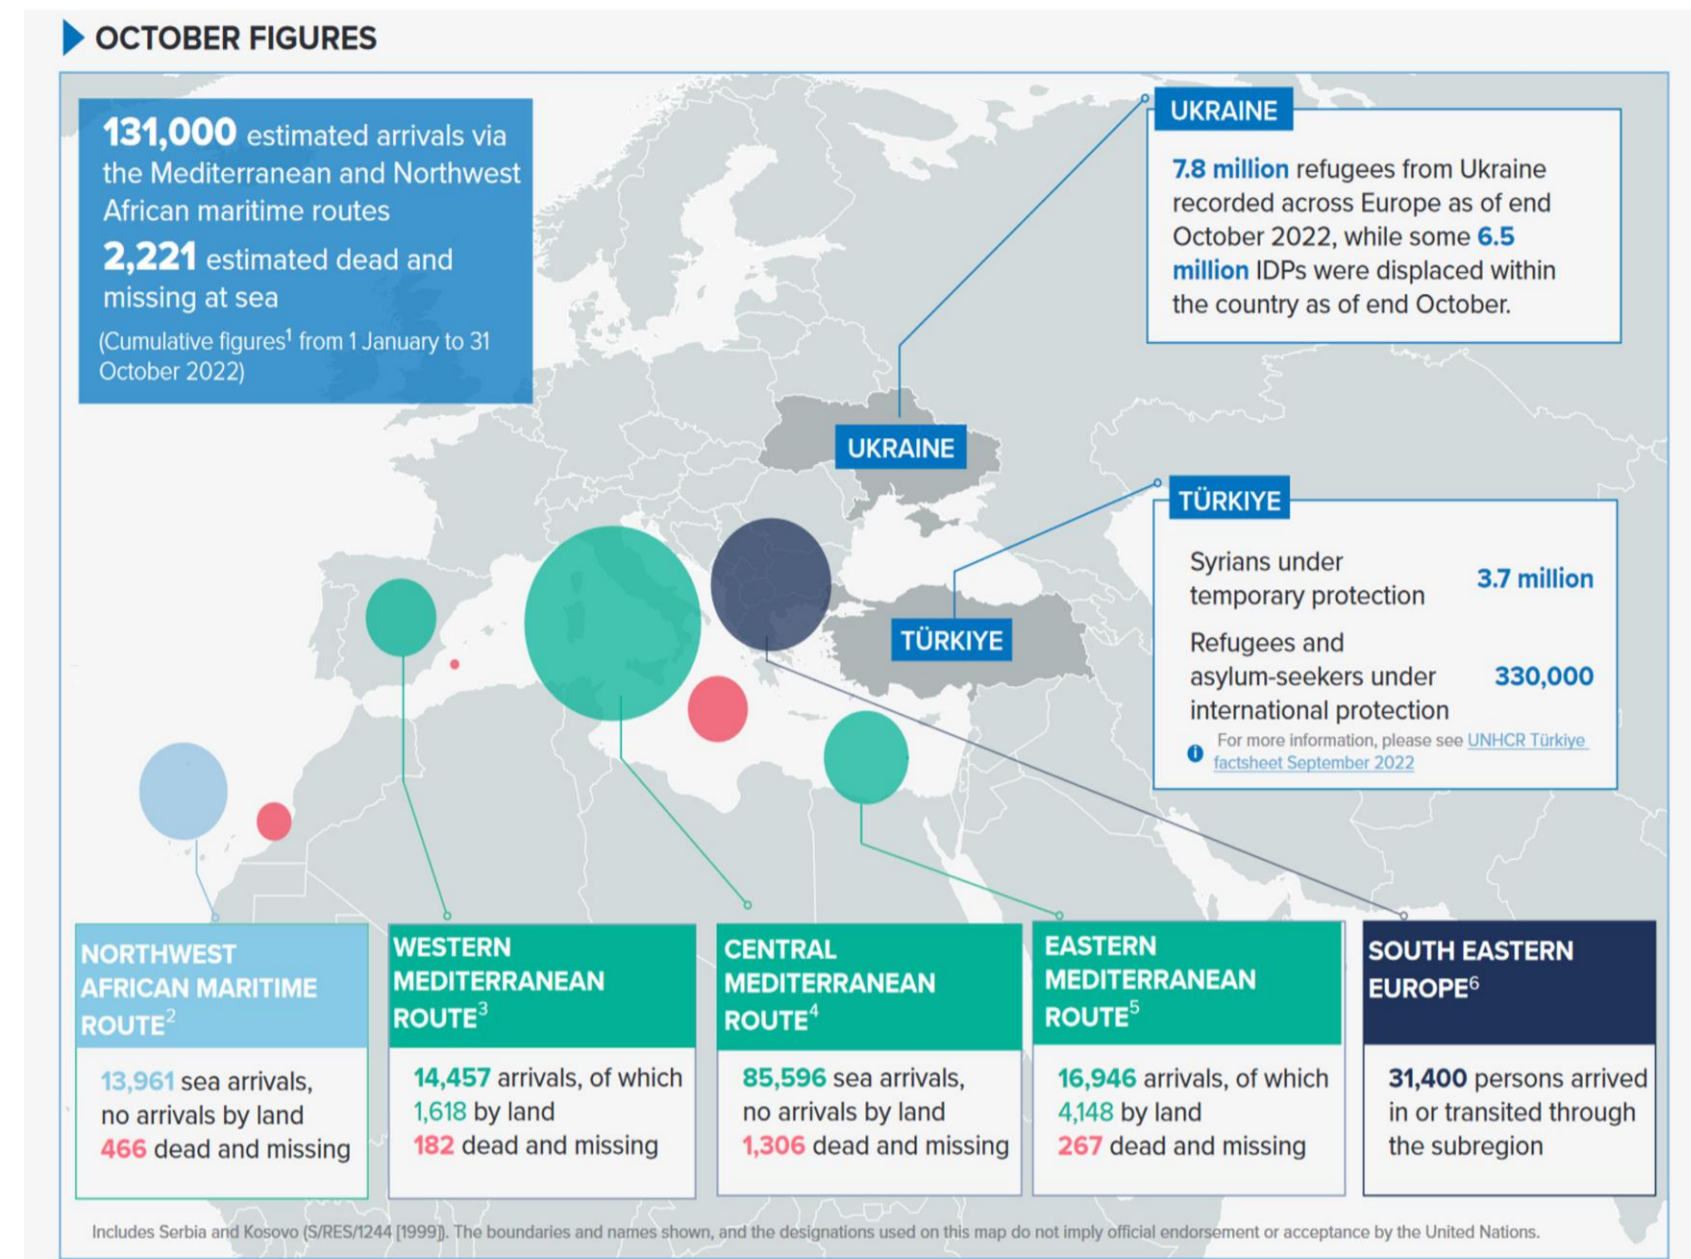 OCTOBER FIGURES
131,000 estimated arrivals via
the Mediterranean and Northwest
African maritime routes
2,221 estimated dead and
missing at sea
(Cumulative figures¹ from 1 January to 31
October 2022)
UKRAINE
7.8 million refugees from Ukraine
recorded across Europe as of end
October 2022, while some 6.5
million IDPs were displaced within
the country as of end October.
UKRAINE
TÜRKIYE
Syrians under
temporary protection
3.7 million
Refugees and
asylum-seekers under
international protection
330,000
For more information, please see UNHCR Türkiye
factsheet September 2022
TÜRKIYE
NORTHWEST
AFRICAN MARITIME
ROUTE²
13,961 sea arrivals,
no arrivals by land
466 dead and missing
WESTERN
MEDITERRANEAN
ROUTE³
14,457 arrivals, of which
1,618 by land
182 dead and missing
CENTRAL
MEDITERRANEAN
ROUTE⁴
85,596 sea arrivals,
no arrivals by land
1,306 dead and missing
EASTERN
MEDITERRANEAN
ROUTE⁵
16,946 arrivals, of which
4,148 by land
267 dead and missing
SOUTH EASTERN
EUROPE⁶
31,400 persons arrived
in or transited through
the subregion
Includes Serbia and Kosovo (S/RES/1244 [1999]). The boundaries and names shown, and the designations used on this map do not imply official endorsement or acceptance by the United Nations.